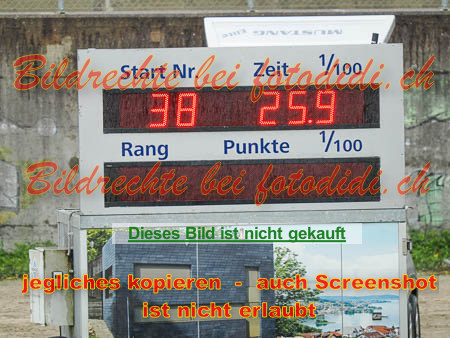 MUSTANG
Bildrechte bei fotodidi.ch
Start Nr. Zeit 1/100
38 25.9
Rang Punkte 1/100
Bildrechte bei fotodidi.ch
Dieses Bild ist nicht gekauft
jegliches kopieren - auch Screenshot
ist nicht erlaubt